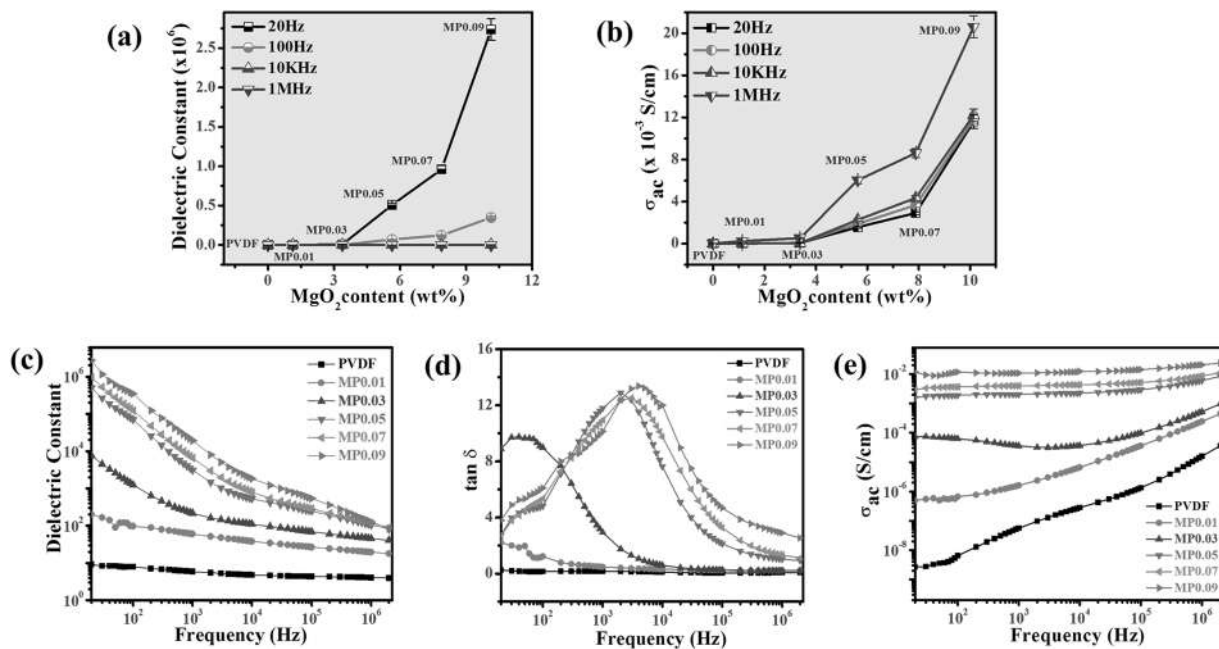 (a)
20Hz
100Hz
10KHz
1MHz
MP0.09
MP0.07
MP0.05
MP0.03
PVDF
MP0.01
2.5
2.0
1.5
1.0
0.5
0.0
Dielectric Constant (x10⁶)
0 3 6 9 12
MgO₂content (wt%)
(b)
20Hz
100Hz
10KHz
1MHz
MP0.09
MP0.05
MP0.01
MP0.07
PVDF
MP0.03
20
16
12
8
4
0
σac (x 10⁻³ S/cm)
0 2 4 6 8 10
MgO₂content (wt%)
(c)
PVDF
MP0.01
MP0.03
MP0.05
MP0.07
MP0.09
10⁶
10⁴
10²
10⁰
Dielectric Constant
10² 10³ 10⁴ 10⁵ 10⁶
Frequency (Hz)
(d)
PVDF
MP0.01
MP0.03
MP0.05
MP0.07
MP0.09
16
12
8
4
0
tan δ
10² 10³ 10⁴ 10⁵ 10⁶
Frequency (Hz)
(e)
10⁻²
10⁻⁴
10⁻⁶
10⁻⁸
σac (S/cm)
PVDF
MP0.01
MP0.03
MP0.05
MP0.07
MP0.09
10² 10³ 10⁴ 10⁵ 10⁶
Frequency (Hz)